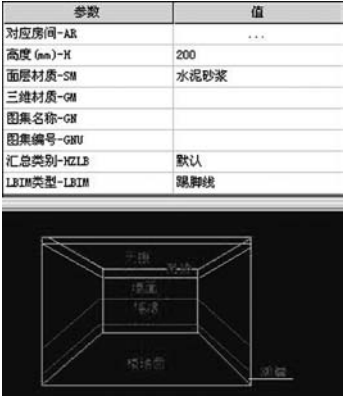 参数 值
对应房间-AR ...
高度(mm)-H 200
面层材质-SM 水泥砂浆
三维材质-GM
图集名称-GN
图集编号-GNU
汇总类别-HZLB 默认
LBIM类型-LBIM 踢脚线
天棚
墙面
墙裙
楼地面